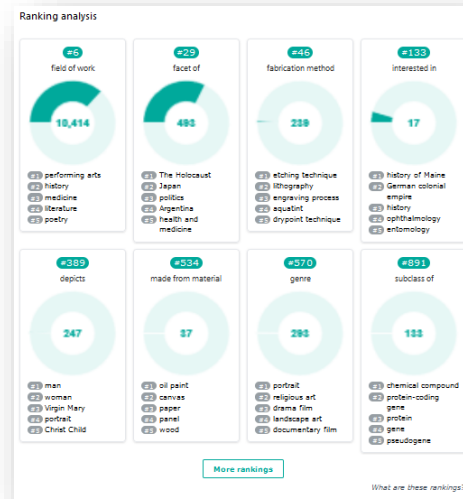 Ranking analysis
#6
field of work
10,414
#1 performing arts
#2 history
#3 medicine
#4 literature
#5 poetry
#29
facet of
493
#1 The Holocaust
#2 Japan
#3 politics
#4 Argentina
#5 health and
medicine
#46
fabrication method
239
#1 etching technique
#2 lithography
#3 engraving process
#4 aquatint
#5 drypoint technique
#133
interested in
17
#1 history of Maine
#2 German colonial
empire
#3 history
#4 ophthalmology
#5 entomology
#389
depicts
247
#1 man
#2 woman
#3 Virgin Mary
#4 portrait
#5 Christ Child
#534
made from material
37
#1 oil paint
#2 canvas
#3 paper
#4 panel
#5 wood
#570
genre
293
#1 portrait
#2 religious art
#3 drama film
#4 landscape art
#5 documentary film
#891
subclass of
133
#1 chemical compound
#2 protein-coding
gene
#3 protein
#4 gene
#5 pseudogene
More rankings
What are these rankings?